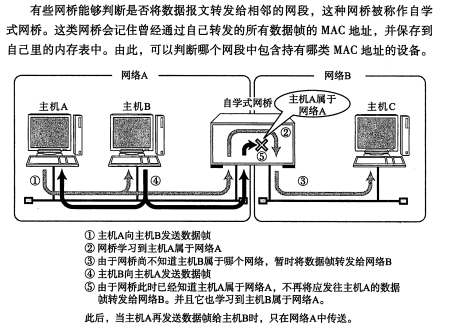 有些网桥能够判断是否将数据报文转发给相邻的网段，这种网桥被称作自学
式网桥。这类网桥会记住曾经通过自己转发的所有数据帧的 MAC 地址，并保存到
自己里的内存表中。由此，可以判断哪个网段中包含持有哪类 MAC 地址的设备。
网络A
网络B
主机A
主机B
自学式网桥
主机A属于
网络A
主机C
②
⑤
①
④
③
① 主机A向主机B发送数据帧
② 网桥学习到主机A属于网络A
③ 由于网桥尚不知道主机B属于哪个网络，暂时将数据帧转发给网络B
④ 主机B向主机A发送数据帧
⑤ 由于网桥此时已经知道主机A属于网络A，不再将应发往主机A的数据
帧转发给网络B。并且它也学习到主机B属于网络A。
此后，当主机A再发送数据帧给主机B时，只在网络A中传送。